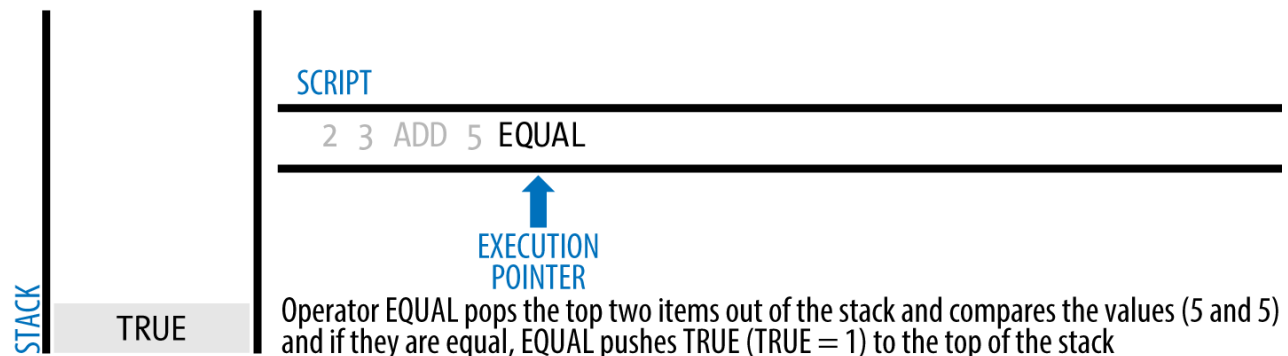 SCRIPT
2 3 ADD 5 EQUAL
EXECUTION
POINTER
STACK
TRUE
Operator EQUAL pops the top two items out of the stack and compares the values (5 and 5)
and if they are equal, EQUAL pushes TRUE (TRUE = 1) to the top of the stack